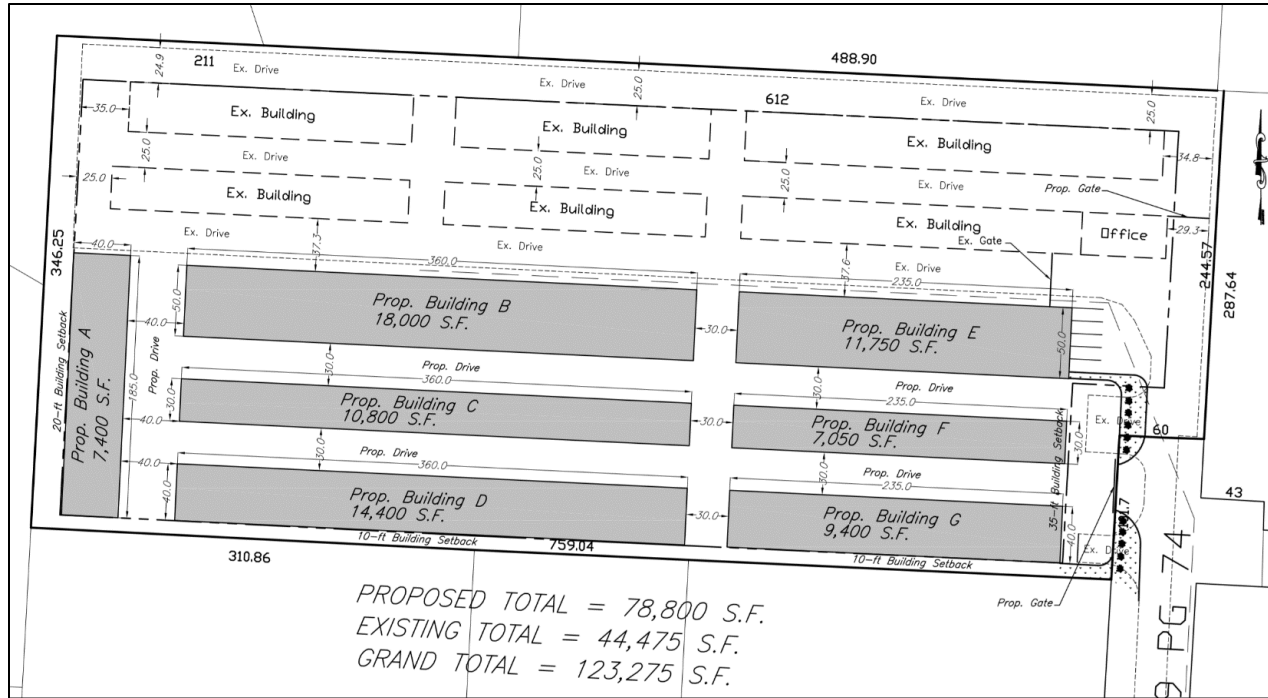 488.90
211
Ex. Drive
24.9
Ex. Drive
25.0
612
Ex. Drive
25.0
35.0
Ex. Building
Ex. Building
Ex. Building
25.0
Ex. Drive
25.0
25.0
Ex. Drive
34.8
25.0
Ex. Building
Ex. Building
Ex. Building
Prop. Gate
Office
29.3
Ex. Gate
346.25
40.0
Ex. Drive
37.3
Ex. Drive
37.6
Ex. Drive
244.57
287.64
360.0
235.0
50.0
Prop. Building B
18,000 S.F.
Prop. Building E
11,750 S.F.
50.0
40.0
30.0
20-ft Building Setback
Prop. Building A
7,400 S.F.
185.0
Prop. Drive
30.0
Prop. Drive
360.0
30.0
Prop. Drive
235.0
30.0
Prop. Building C
10,800 S.F.
30.0
Prop. Building F
7,050 S.F.
30.0
40.0
60
35-ft Building Setback
40.0
30.0
Prop. Drive
360.0
30.0
Prop. Drive
235.0
43
40.0
Prop. Building D
14,400 S.F.
30.0
Prop. Building G
9,400 S.F.
40.0
10-ft Building Setback
759.04
10-ft Building Setback
310.86
Prop. Gate
9 PG 74
PROPOSED TOTAL = 78,800 S.F.
EXISTING TOTAL = 44,475 S.F.
GRAND TOTAL = 123,275 S.F.